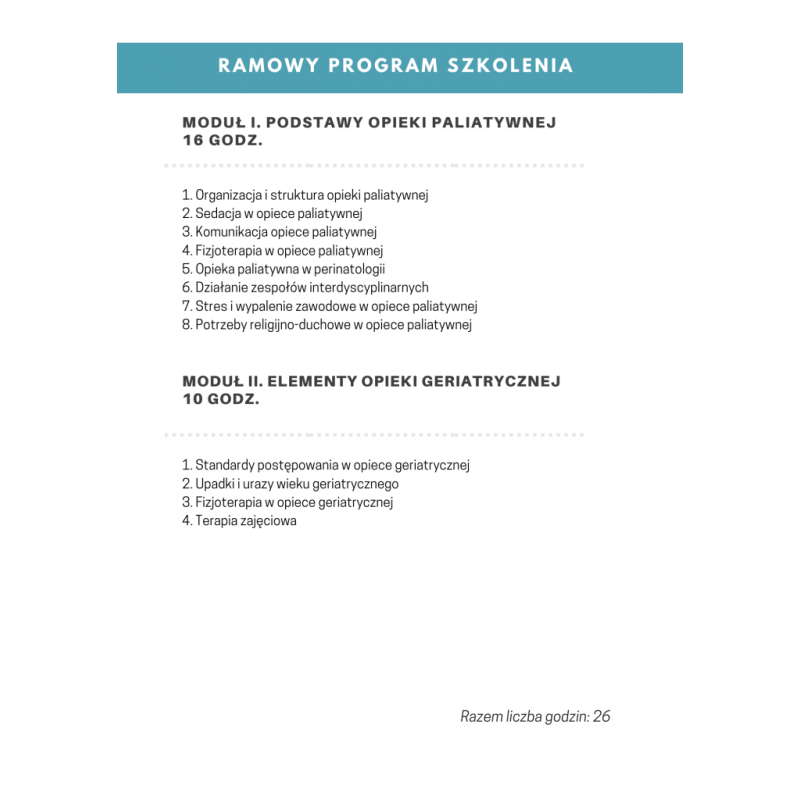 RAMOWY PROGRAM SZKOLENIA
MODUŁ I. PODSTAWY OPIEKI PALIATYWNEJ
16 GODZ.
1. Organizacja i struktura opieki paliatywnej
2. Sedacja w opiece paliatywnej
3. Komunikacja opiece paliatywnej
4. Fizjoterapia w opiece paliatywnej
5. Opieka paliatywna w perinatologii
6. Działanie zespołów interdyscyplinarnych
7. Stres i wypalenie zawodowe w opiece paliatywnej
8. Potrzeby religijno-duchowe w opiece paliatywnej
MODUŁ II. ELEMENTY OPIEKI GERIATRYCZNEJ
10 GODZ.
1. Standardy postępowania w opiece geriatrycznej
2. Upadki i urazy wieku geriatrycznego
3. Fizjoterapia w opiece geriatrycznej
4. Terapia zajęciowa
Razem liczba godzin: 26